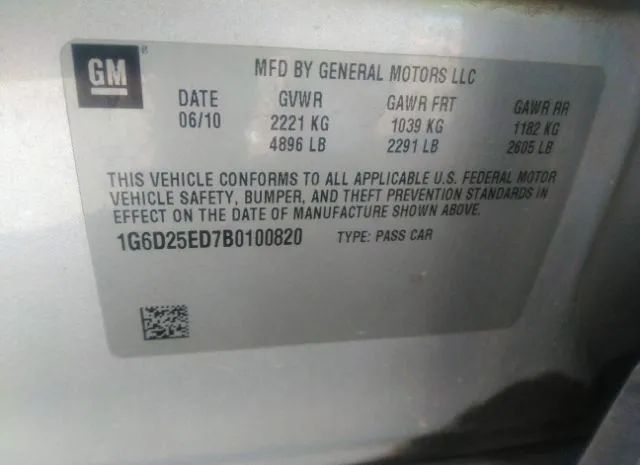 GM ®
MFD BY GENERAL MOTORS LLC
DATE GVWR GAWR FRT GAWR RR
06/10 2221 KG 1039 KG 1182 KG
4896 LB 2291 LB 2605 LB
THIS VEHICLE CONFORMS TO ALL APPLICABLE U.S. FEDERAL MOTOR
VEHICLE SAFETY, BUMPER, AND THEFT PREVENTION STANDARDS IN
EFFECT ON THE DATE OF MANUFACTURE SHOWN ABOVE.
1G6D25ED7B0100820 TYPE: PASS CAR